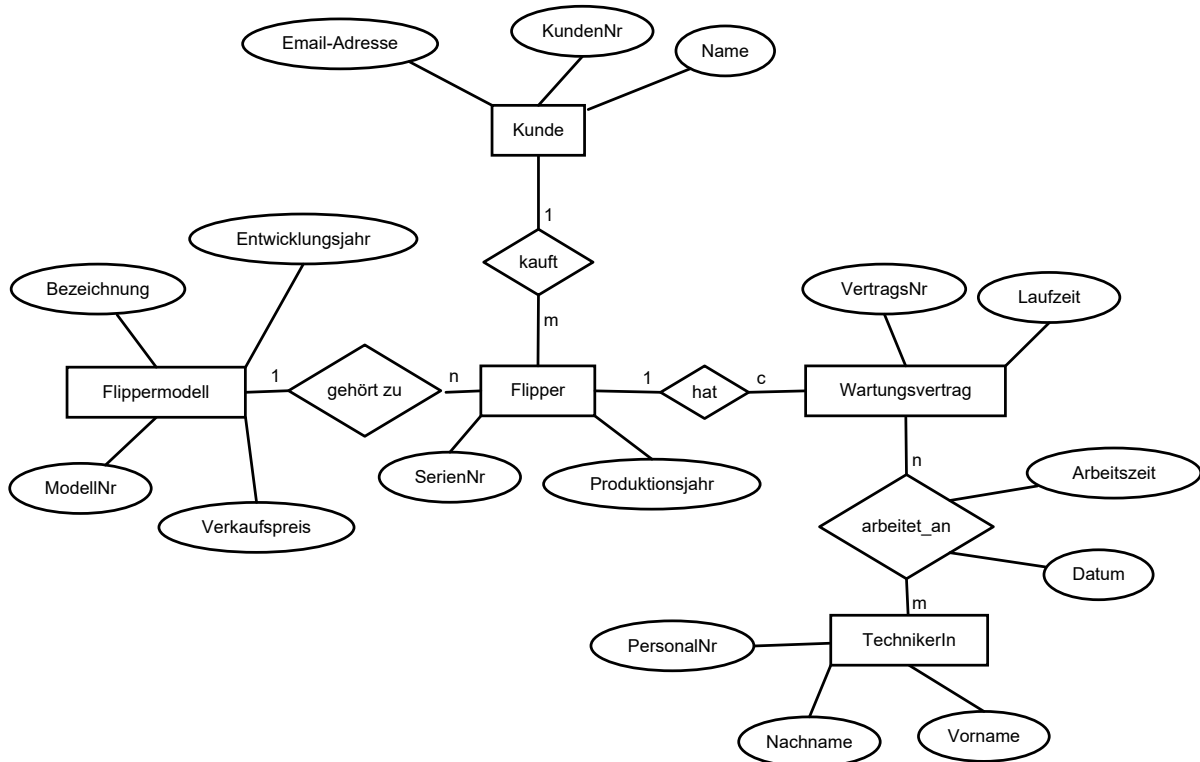 Email-Adresse
KundenNr
Name
Kunde
1
kauft
m
Entwicklungsjahr
Bezeichnung
VertragsNr
Laufzeit
Flippermodell
1
gehört zu
n
Flipper
1
hat
c
Wartungsvertrag
ModellNr
SerienNr
Produktionsjahr
Verkaufspreis
n
Arbeitszeit
arbeitet_an
Datum
m
TechnikerIn
PersonalNr
Nachname
Vorname